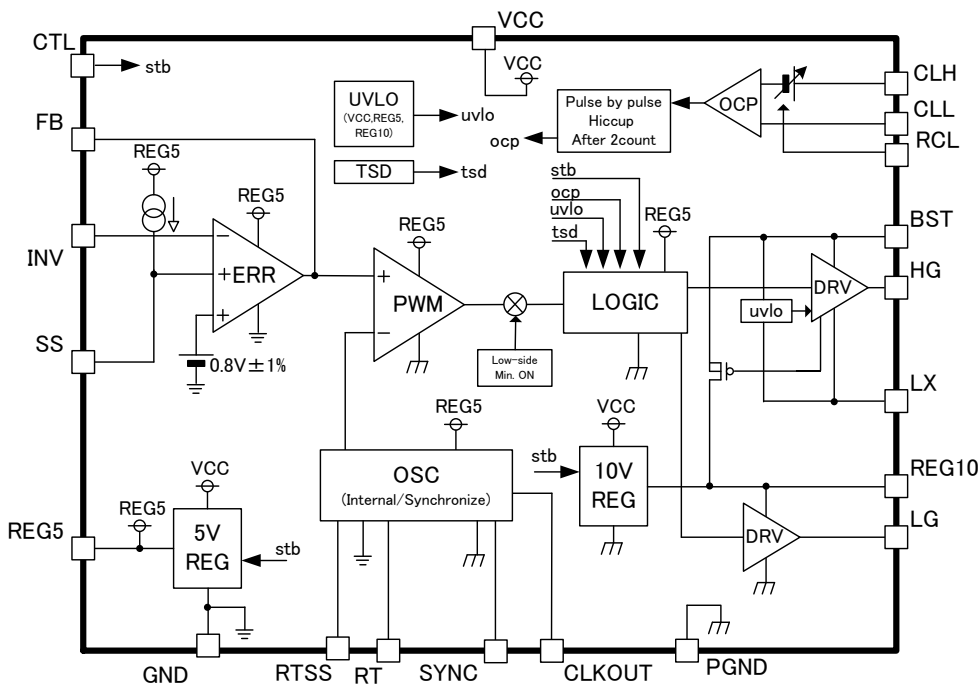 VCC
CTL
stb
VCC
CLH
OCP
CLL
UVLO
(VCC,REG5,
REG10)
uvlo
Pulse by pulse
Hiccup
After 2count
ocp
RCL
FB
REG5
TSD
tsd
stb
ocp
uvlo
tsd
REG5
REG5
REG5
BST
INV
−
+
ERR
+
+
PWM
−
LOGIC
DRV
HG
uvlo
SS
0.8V±1%
Low-side
Min. ON
LX
REG5
VCC
stb
10V
REG
REG10
OSC
(Internal/Synchronize)
VCC
REG5
REG5
5V
REG
stb
DRV
LG
GND
RTSS
RT
SYNC
CLKOUT
PGND